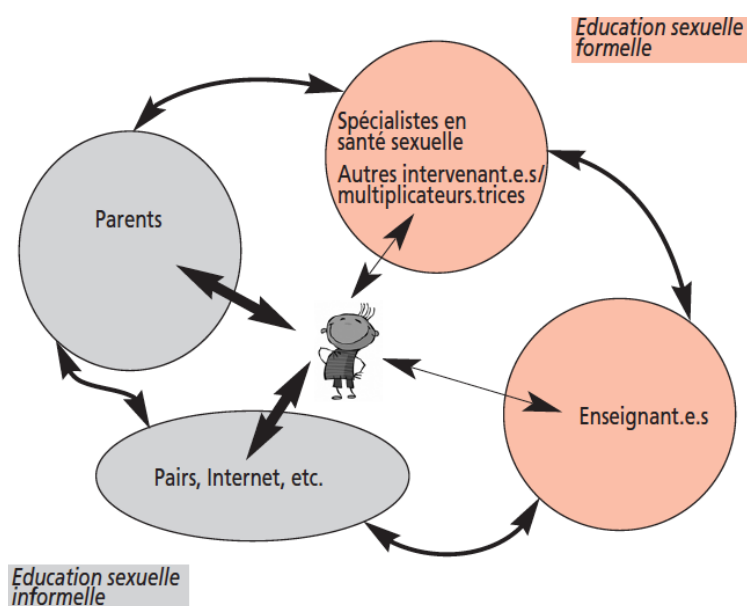 Education sexuelle
formelle
Spécialistes en
santé sexuelle
Autres intervenant.e.s/
multiplicateurs.trices
Parents
Enseignant.e.s
Pairs, Internet, etc.
Education sexuelle
informelle